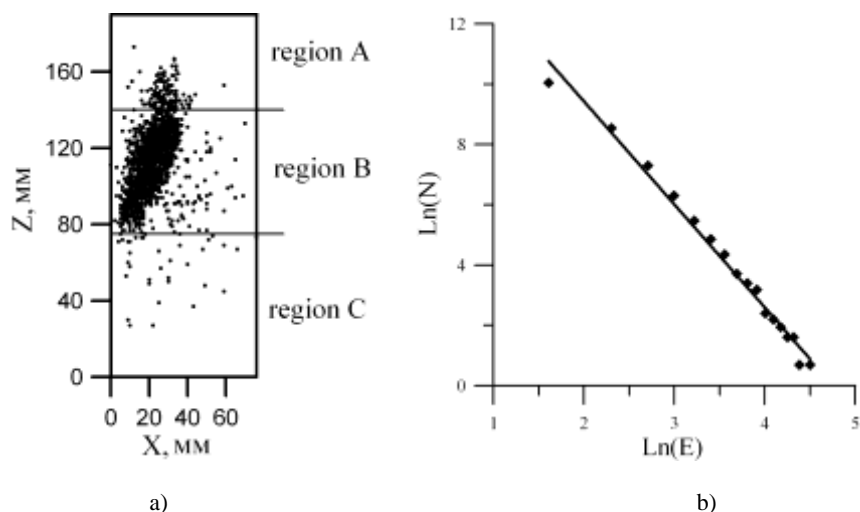 160
120
80
40
0
Z, мм
0 20 40 60
X, мм
region A
region B
region C
a)
12
8
4
0
Ln(N)
1 2 3 4 5
Ln(E)
b)